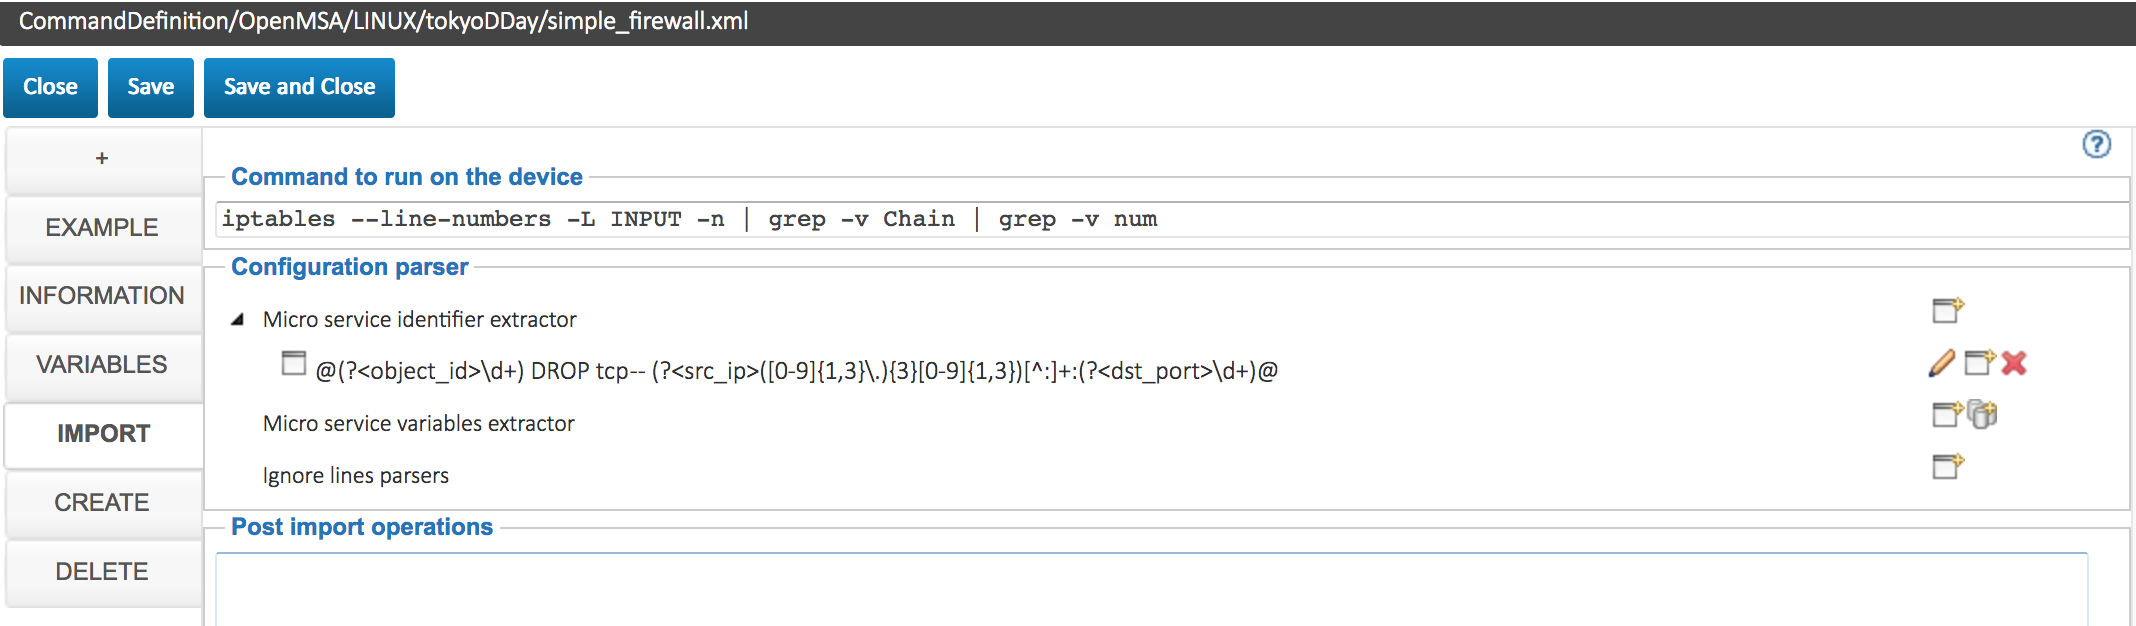 CommandDefinition/OpenMSA/LINUX/tokyoDDay/simple_firewall.xml
Close Save Save and Close
+
EXAMPLE
INFORMATION
VARIABLES
IMPORT
CREATE
DELETE
?
Command to run on the device
iptables --line-numbers -L INPUT -n | grep -v Chain | grep -v num
Configuration parser
Micro service identifier extractor
@(?<object_id>\d+) DROP tcp-- (?<src_ip>([0-9]{1,3}\.){3}[0-9]{1,3})[^:]+:(?<dst_port>\d+)@
Micro service variables extractor
Ignore lines parsers
Post import operations